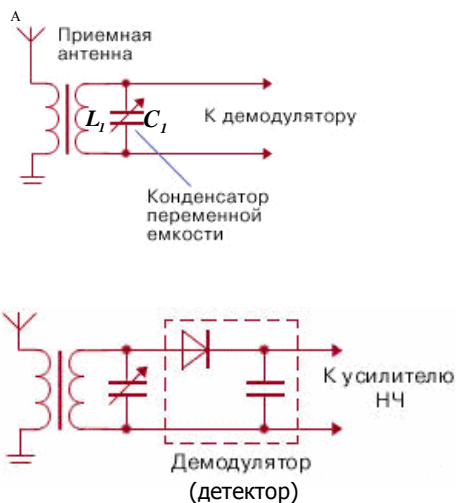 A
Приемная
антенна
L₁ C₁
К демодулятору
Конденсатор
переменной
емкости
К усилителю
НЧ
Демодулятор
(детектор)